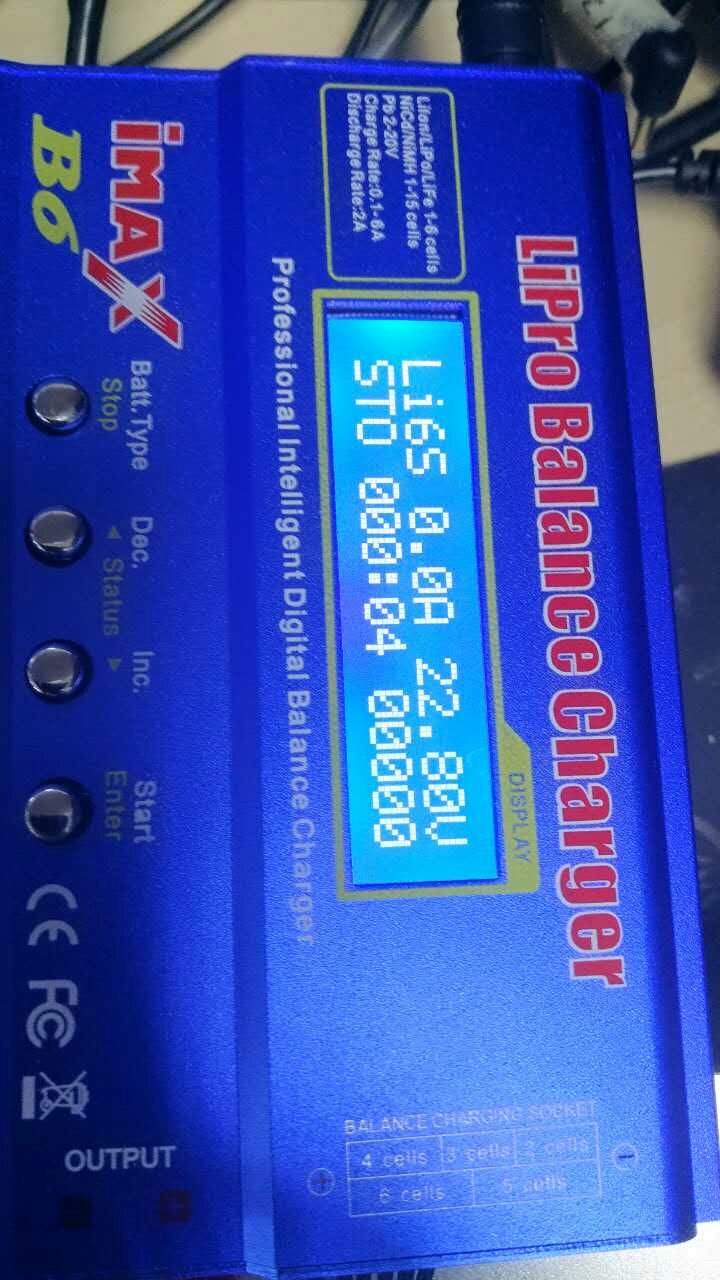 LiPro Balance Charger
LiIon/LiPo/LiFe 1-6 cells
NiCd/NiMH 1-15 cells
Pb 2-20V
Charge Rate:0.1-6A
Discharge Rate:2A
DISPLAY
Li6S 0.0A 22.80V
STO 000:04 00000
Professional Intelligent Digital Balance Charger
BALANCE CHARGING SOCKET
4 cells 3 cells 2 cells
6 cells 5 cells
iMAX
B6
Batt.Type Dec. Inc. Start
Stop ◄ Status ► Enter
CE FC
OUTPUT